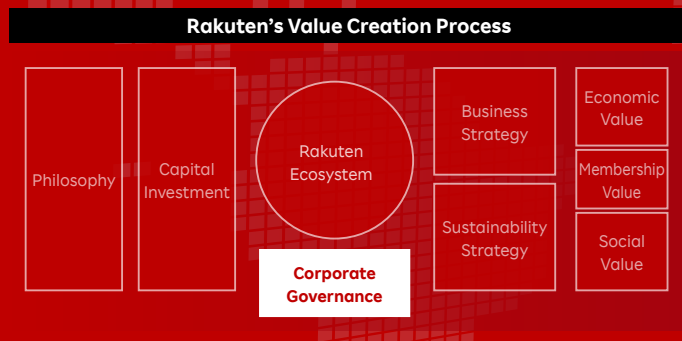 Rakuten’s Value Creation Process
Philosophy
Capital
Investment
Rakuten
Ecosystem
Corporate
Governance
Business
Strategy
Sustainability
Strategy
Economic
Value
Membership
Value
Social
Value